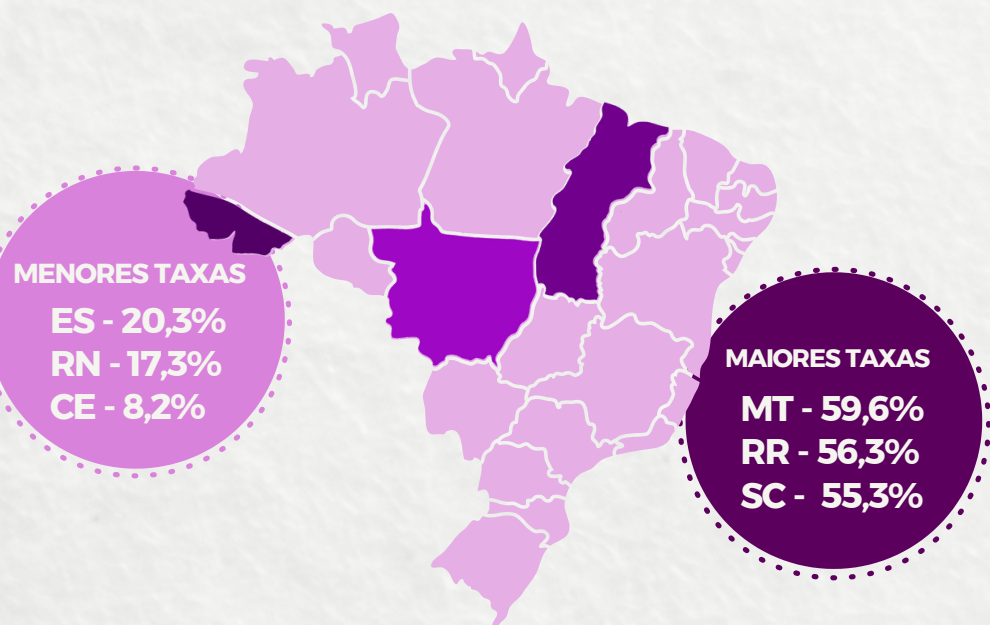 MENORES TAXAS
ES - 20,3%
RN - 17,3%
CE - 8,2%
MAIORES TAXAS
MT - 59,6%
RR - 56,3%
SC - 55,3%